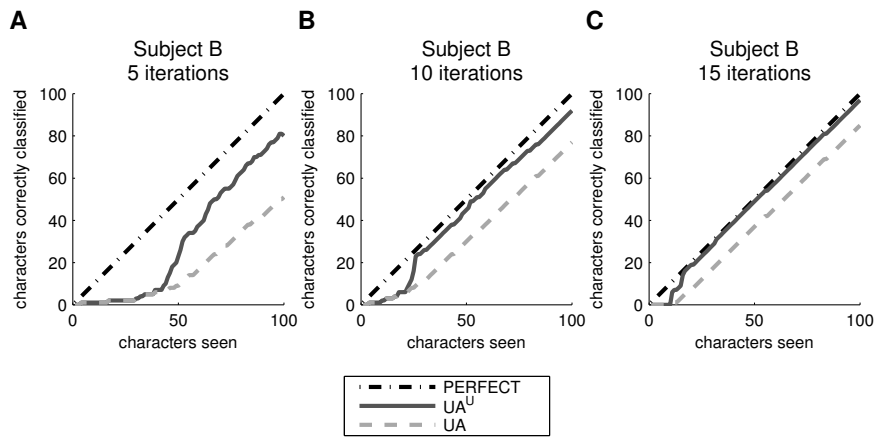 A
Subject B
5 iterations
characters correctly classified
100
80
60
40
20
0
0
50
100
characters seen
B
Subject B
10 iterations
characters correctly classified
100
80
60
40
20
0
0
50
100
characters seen
C
Subject B
15 iterations
characters correctly classified
100
80
60
40
20
0
0
50
100
characters seen
PERFECT
UA^U
UA